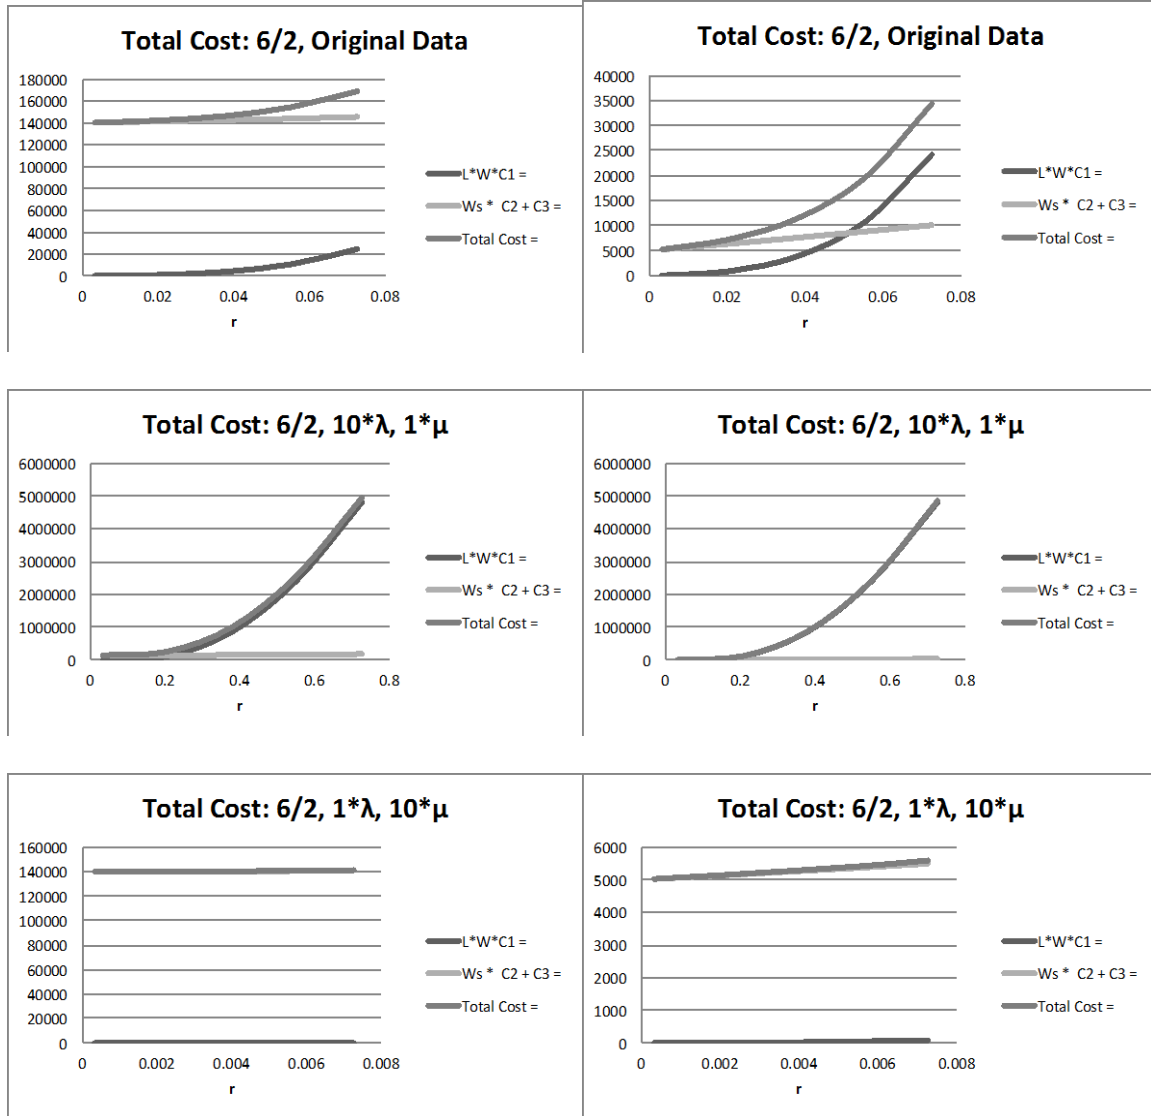 Total Cost: 6/2, Original Data
180000
160000
140000
120000
100000
80000
60000
40000
20000
0
0 0.02 0.04 0.06 0.08
r
L*W*C1 =
Ws * C2 + C3 =
Total Cost =
Total Cost: 6/2, Original Data
40000
35000
30000
25000
20000
15000
10000
5000
0
0 0.02 0.04 0.06 0.08
r
L*W*C1 =
Ws * C2 + C3 =
Total Cost =
Total Cost: 6/2, 10*λ, 1*μ
6000000
5000000
4000000
3000000
2000000
1000000
0
0 0.2 0.4 0.6 0.8
r
L*W*C1 =
Ws * C2 + C3 =
Total Cost =
Total Cost: 6/2, 10*λ, 1*μ
6000000
5000000
4000000
3000000
2000000
1000000
0
0 0.2 0.4 0.6 0.8
r
L*W*C1 =
Ws * C2 + C3 =
Total Cost =
Total Cost: 6/2, 1*λ, 10*μ
160000
140000
120000
100000
80000
60000
40000
20000
0
0 0.002 0.004 0.006 0.008
r
L*W*C1 =
Ws * C2 + C3 =
Total Cost =
Total Cost: 6/2, 1*λ, 10*μ
6000
5000
4000
3000
2000
1000
0
0 0.002 0.004 0.006 0.008
r
L*W*C1 =
Ws * C2 + C3 =
Total Cost =